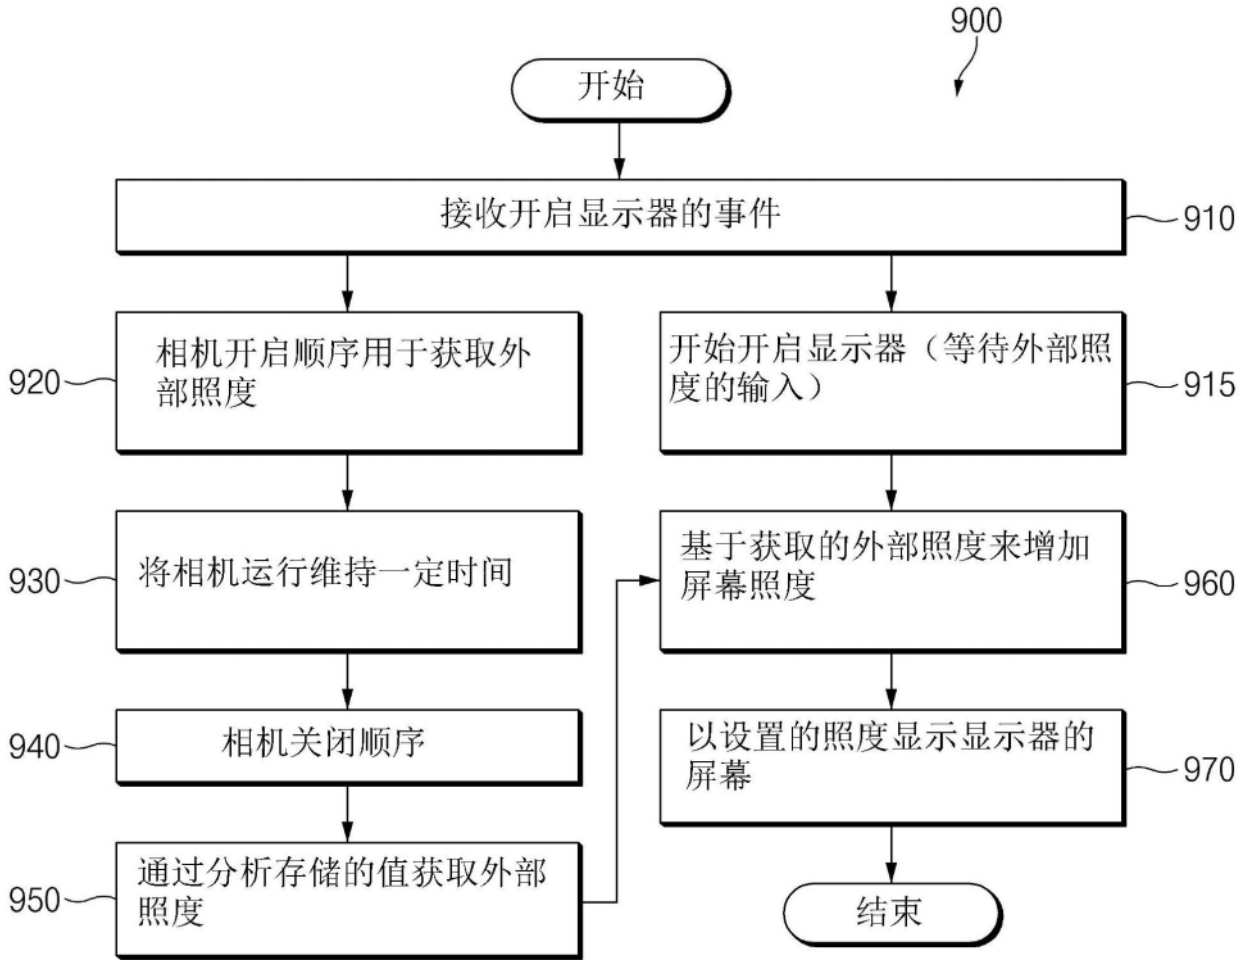 900
开始
接收开启显示器的事件
910
相机开启顺序用于获取外
部照度
920
开始开启显示器（等待外部照
度的输入）
915
将相机运行维持一定时间
930
基于获取的外部照度来增加
屏幕照度
960
相机关闭顺序
940
以设置的照度显示显示器的
屏幕
970
通过分析存储的值获取外部
照度
950
结束